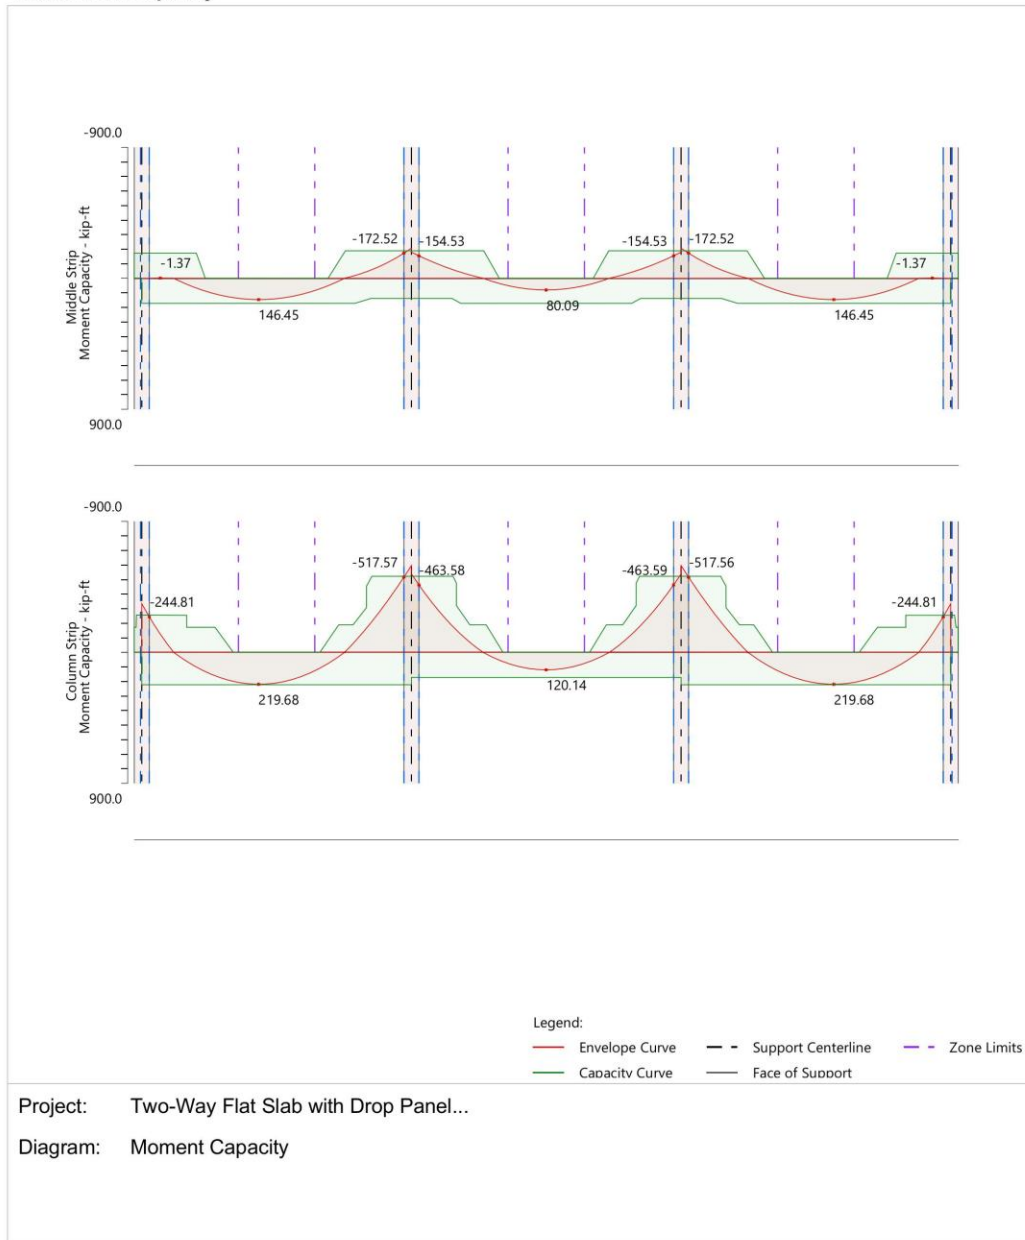 -900.0
Middle Strip
Moment Capacity - kip-ft
-1.37
-172.52
-154.53
-154.53
-172.52
-1.37
146.45
80.09
146.45
900.0
-900.0
Column Strip
Moment Capacity - kip-ft
-244.81
-517.57
-463.58
-463.59
-517.56
-244.81
219.68
120.14
219.68
900.0
Legend:
Envelope Curve
Support Centerline
Zone Limits
Capacity Curve
Face of Support
Project: Two-Way Flat Slab with Drop Panel...
Diagram: Moment Capacity